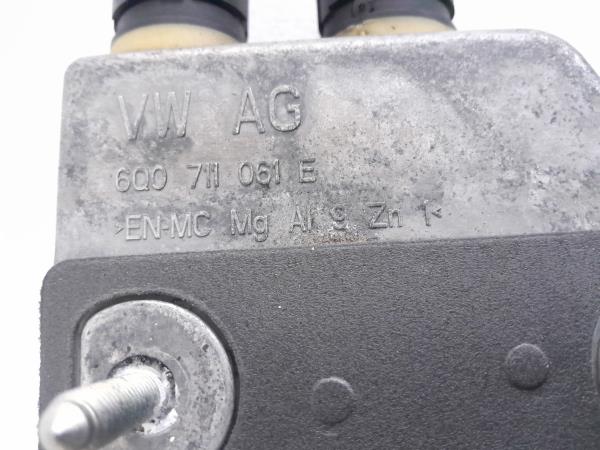 VW AG
6Q0 711 061 E
>EN-MC Mg Al 9 Zn 1<